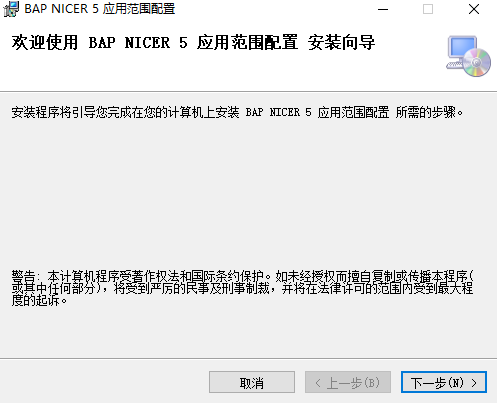 BAP NICER 5 应用范围配置
欢迎使用 BAP NICER 5 应用范围配置 安装向导
安装程序将引导您完成在您的计算机上安装 BAP NICER 5 应用范围配置 所需的步骤。
警告: 本计算机程序受著作权法和国际条约保护。如未经授权而擅自复制或传播本程序(
或其中任何部分)，将受到严厉的民事及刑事制裁，并将在法律许可的范围内受到最大程
度的起诉。
取消
< 上一步(B)
下一步(N) >